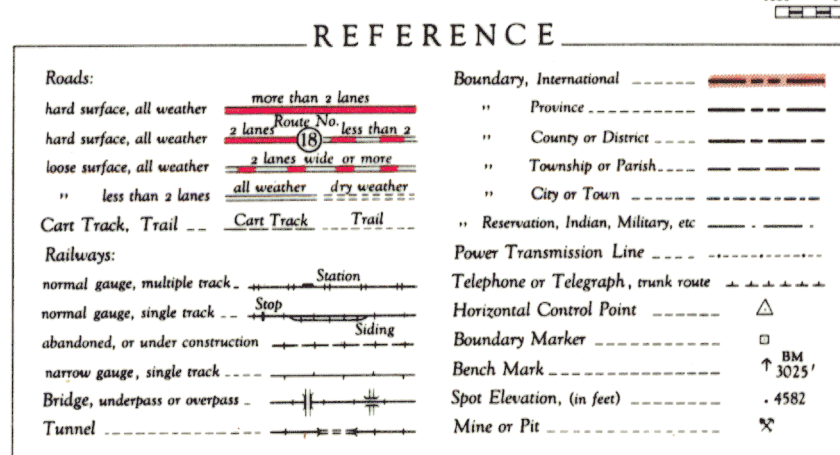 REFERENCE
Roads:
more than 2 lanes
hard surface, all weather
Route No.
2 lanes 18 less than 2
hard surface, all weather
2 lanes wide or more
loose surface, all weather
all weather dry weather
" less than 2 lanes
Cart Track, Trail Cart Track Trail
Railways:
normal gauge, multiple track Station
normal gauge, single track Stop
Siding
abandoned, or under construction
narrow gauge, single track
Bridge, underpass or overpass
Tunnel
Boundary, International
" Province
" County or District
" Township or Parish
" City or Town
" Reservation, Indian, Military, etc
Power Transmission Line
Telephone or Telegraph, trunk route
Horizontal Control Point
Boundary Marker
Bench Mark BM
3025'
Spot Elevation, (in feet) . 4582
Mine or Pit